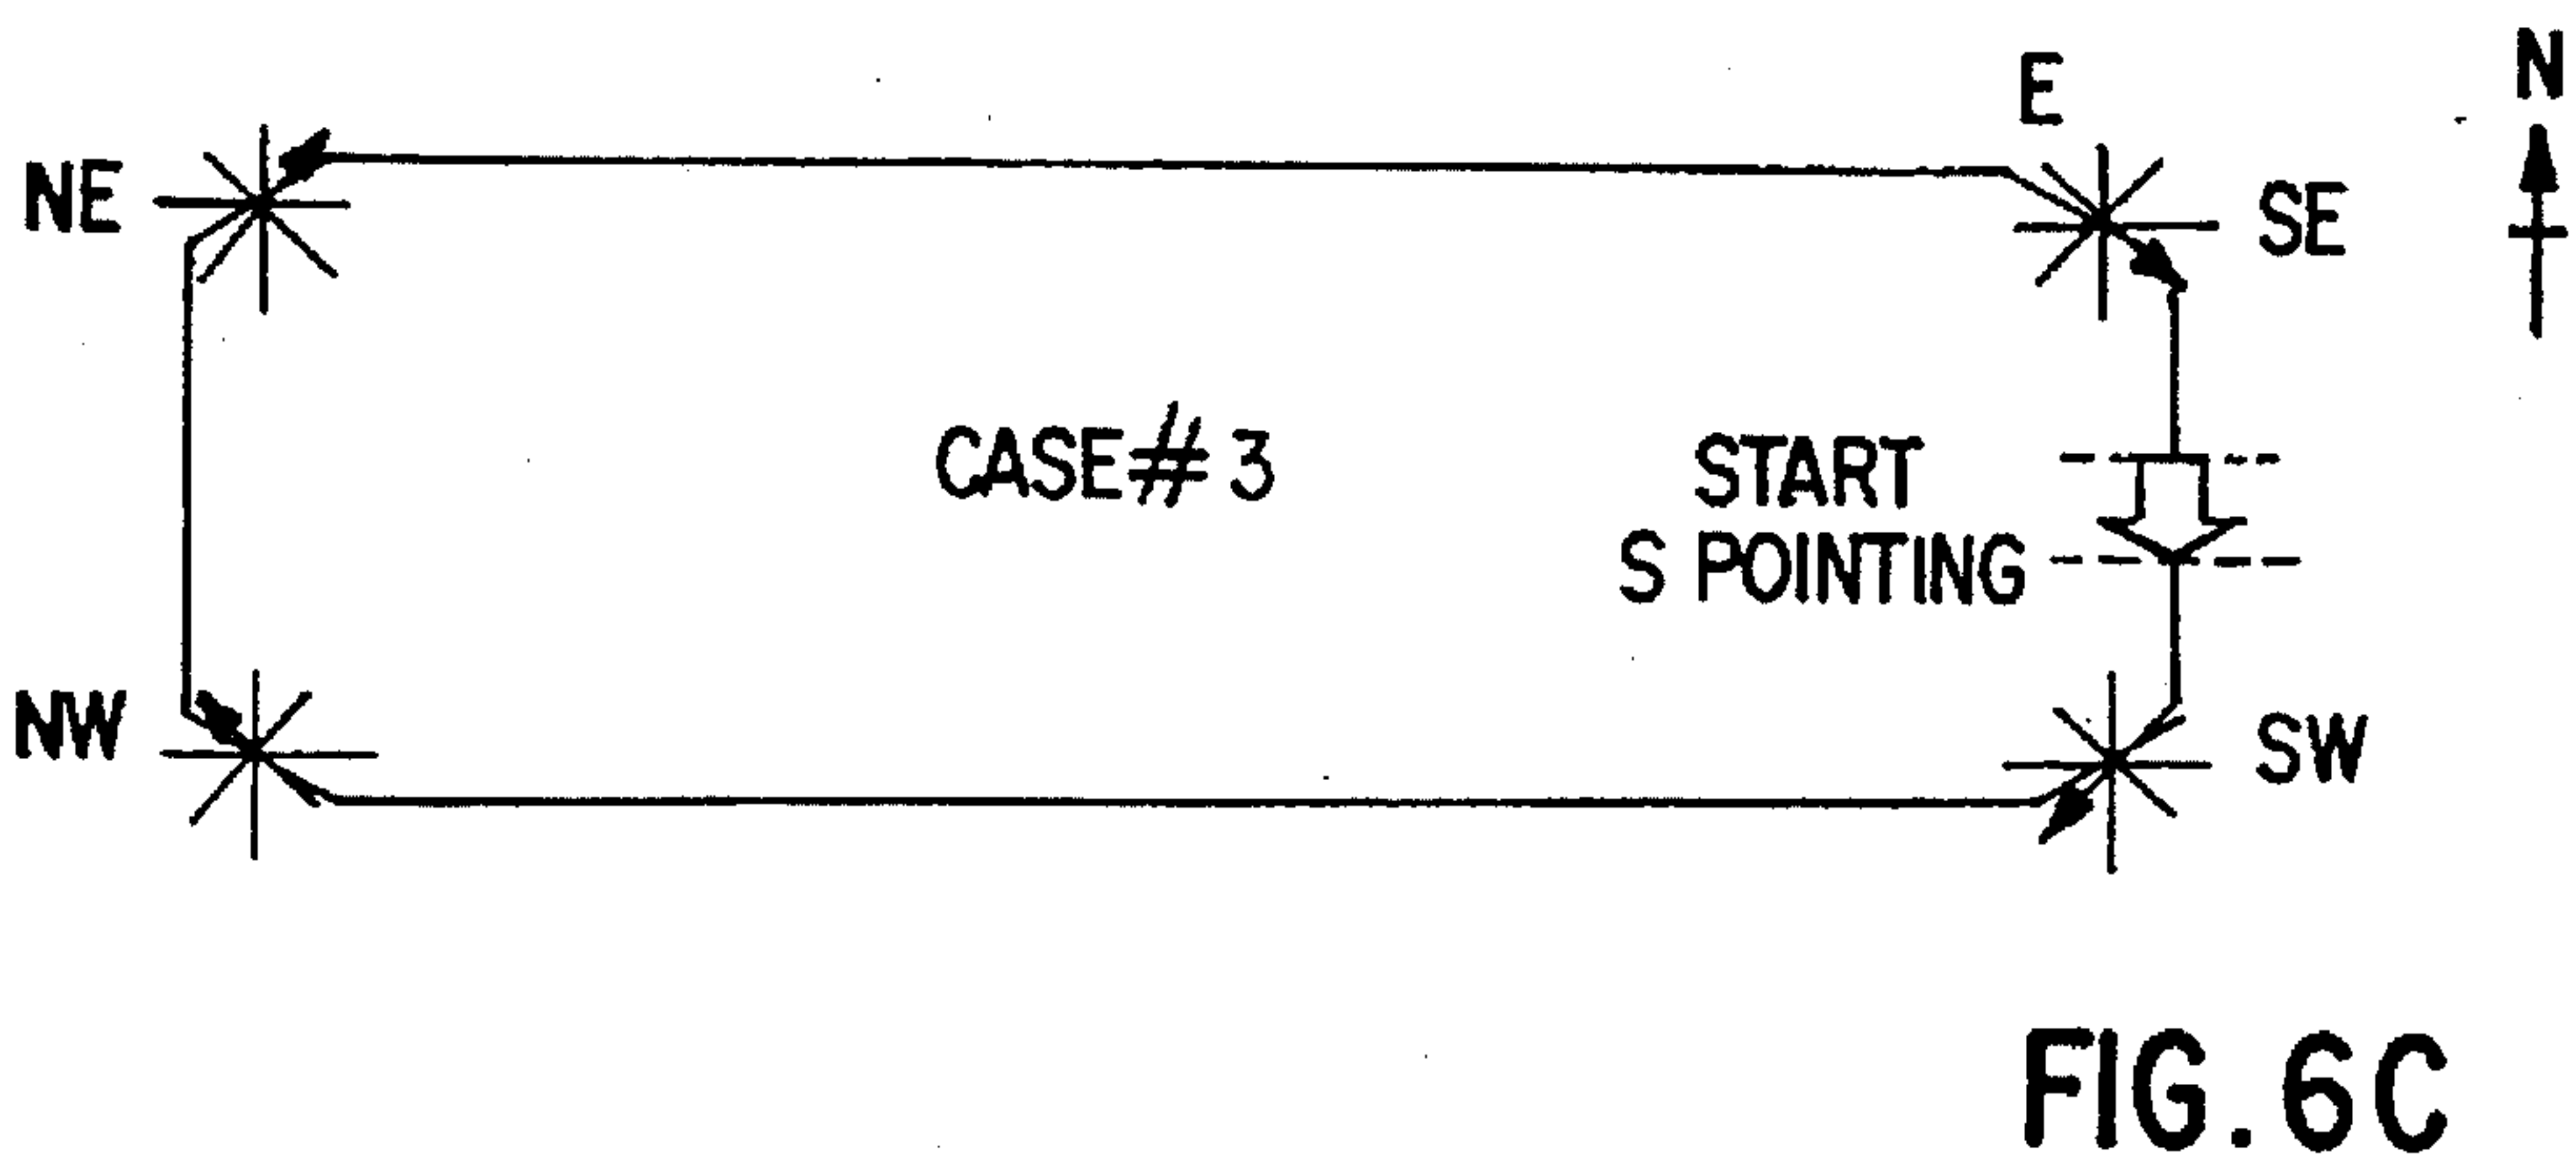 N
E
NE
SE
CASE# 3
START
S POINTING
NW
SW
FIG. 6C